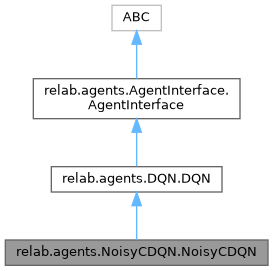 ABC
relab.agents.AgentInterface.
AgentInterface
relab.agents.DQN.DQN
relab.agents.NoisyCDQN.NoisyCDQN